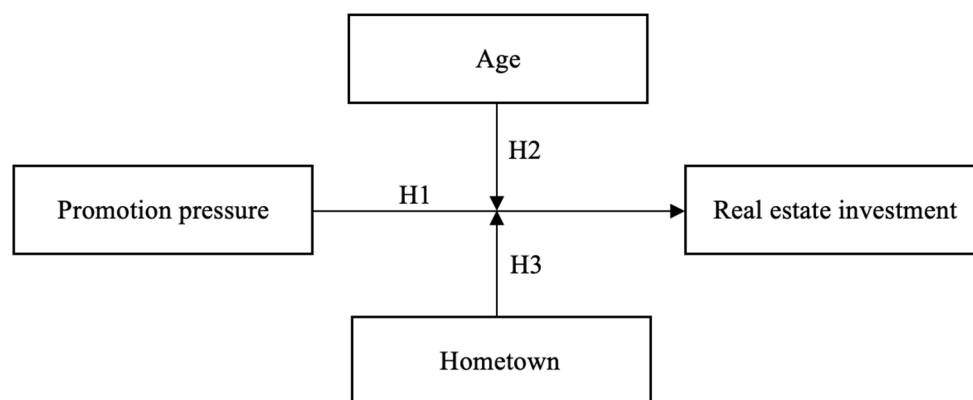 Age
H2
Promotion pressure
H1
Real estate investment
H3
Hometown